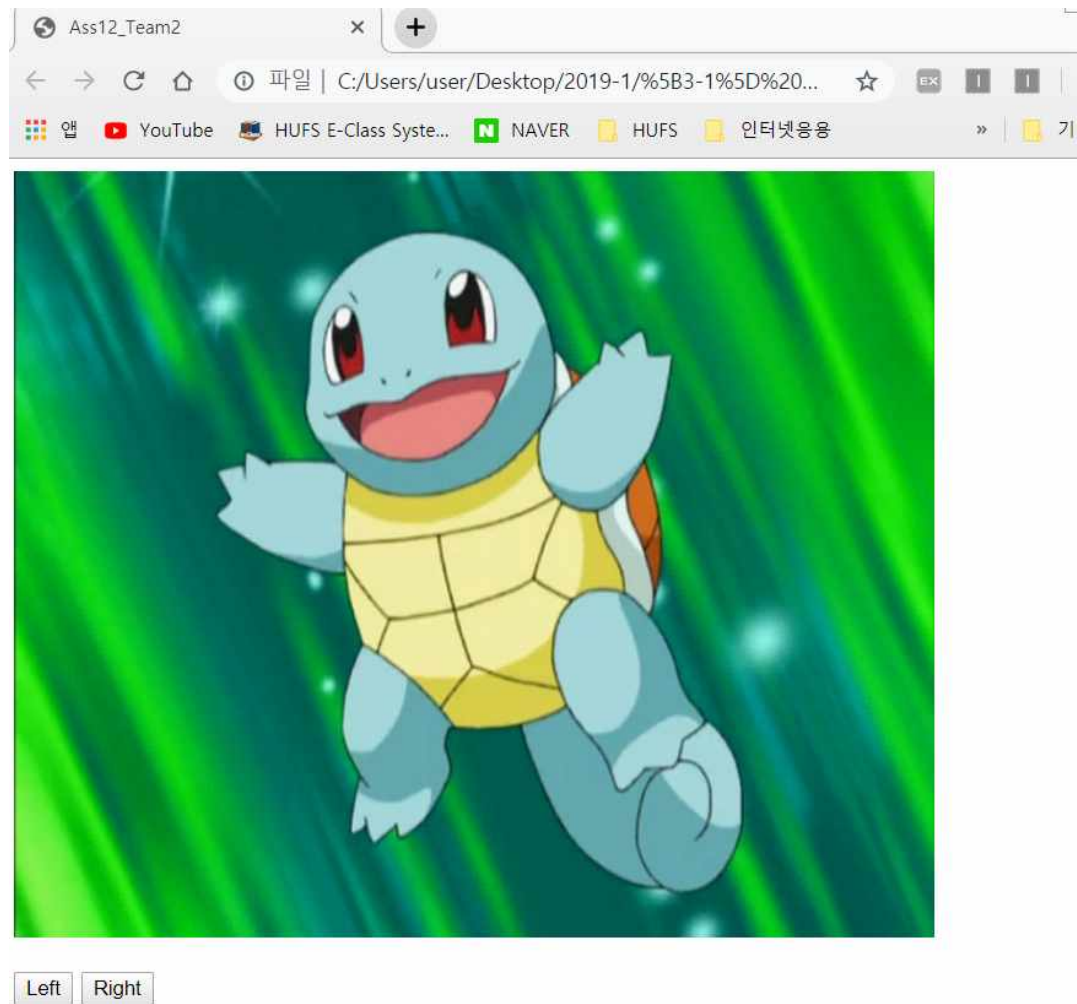 Ass12_Team2
파일 | C:/Users/user/Desktop/2019-1/%5B3-1%5D%20...
EX
앱 YouTube HUFS E-Class Syste... N NAVER HUFS 인터넷응용 » 기
Left Right